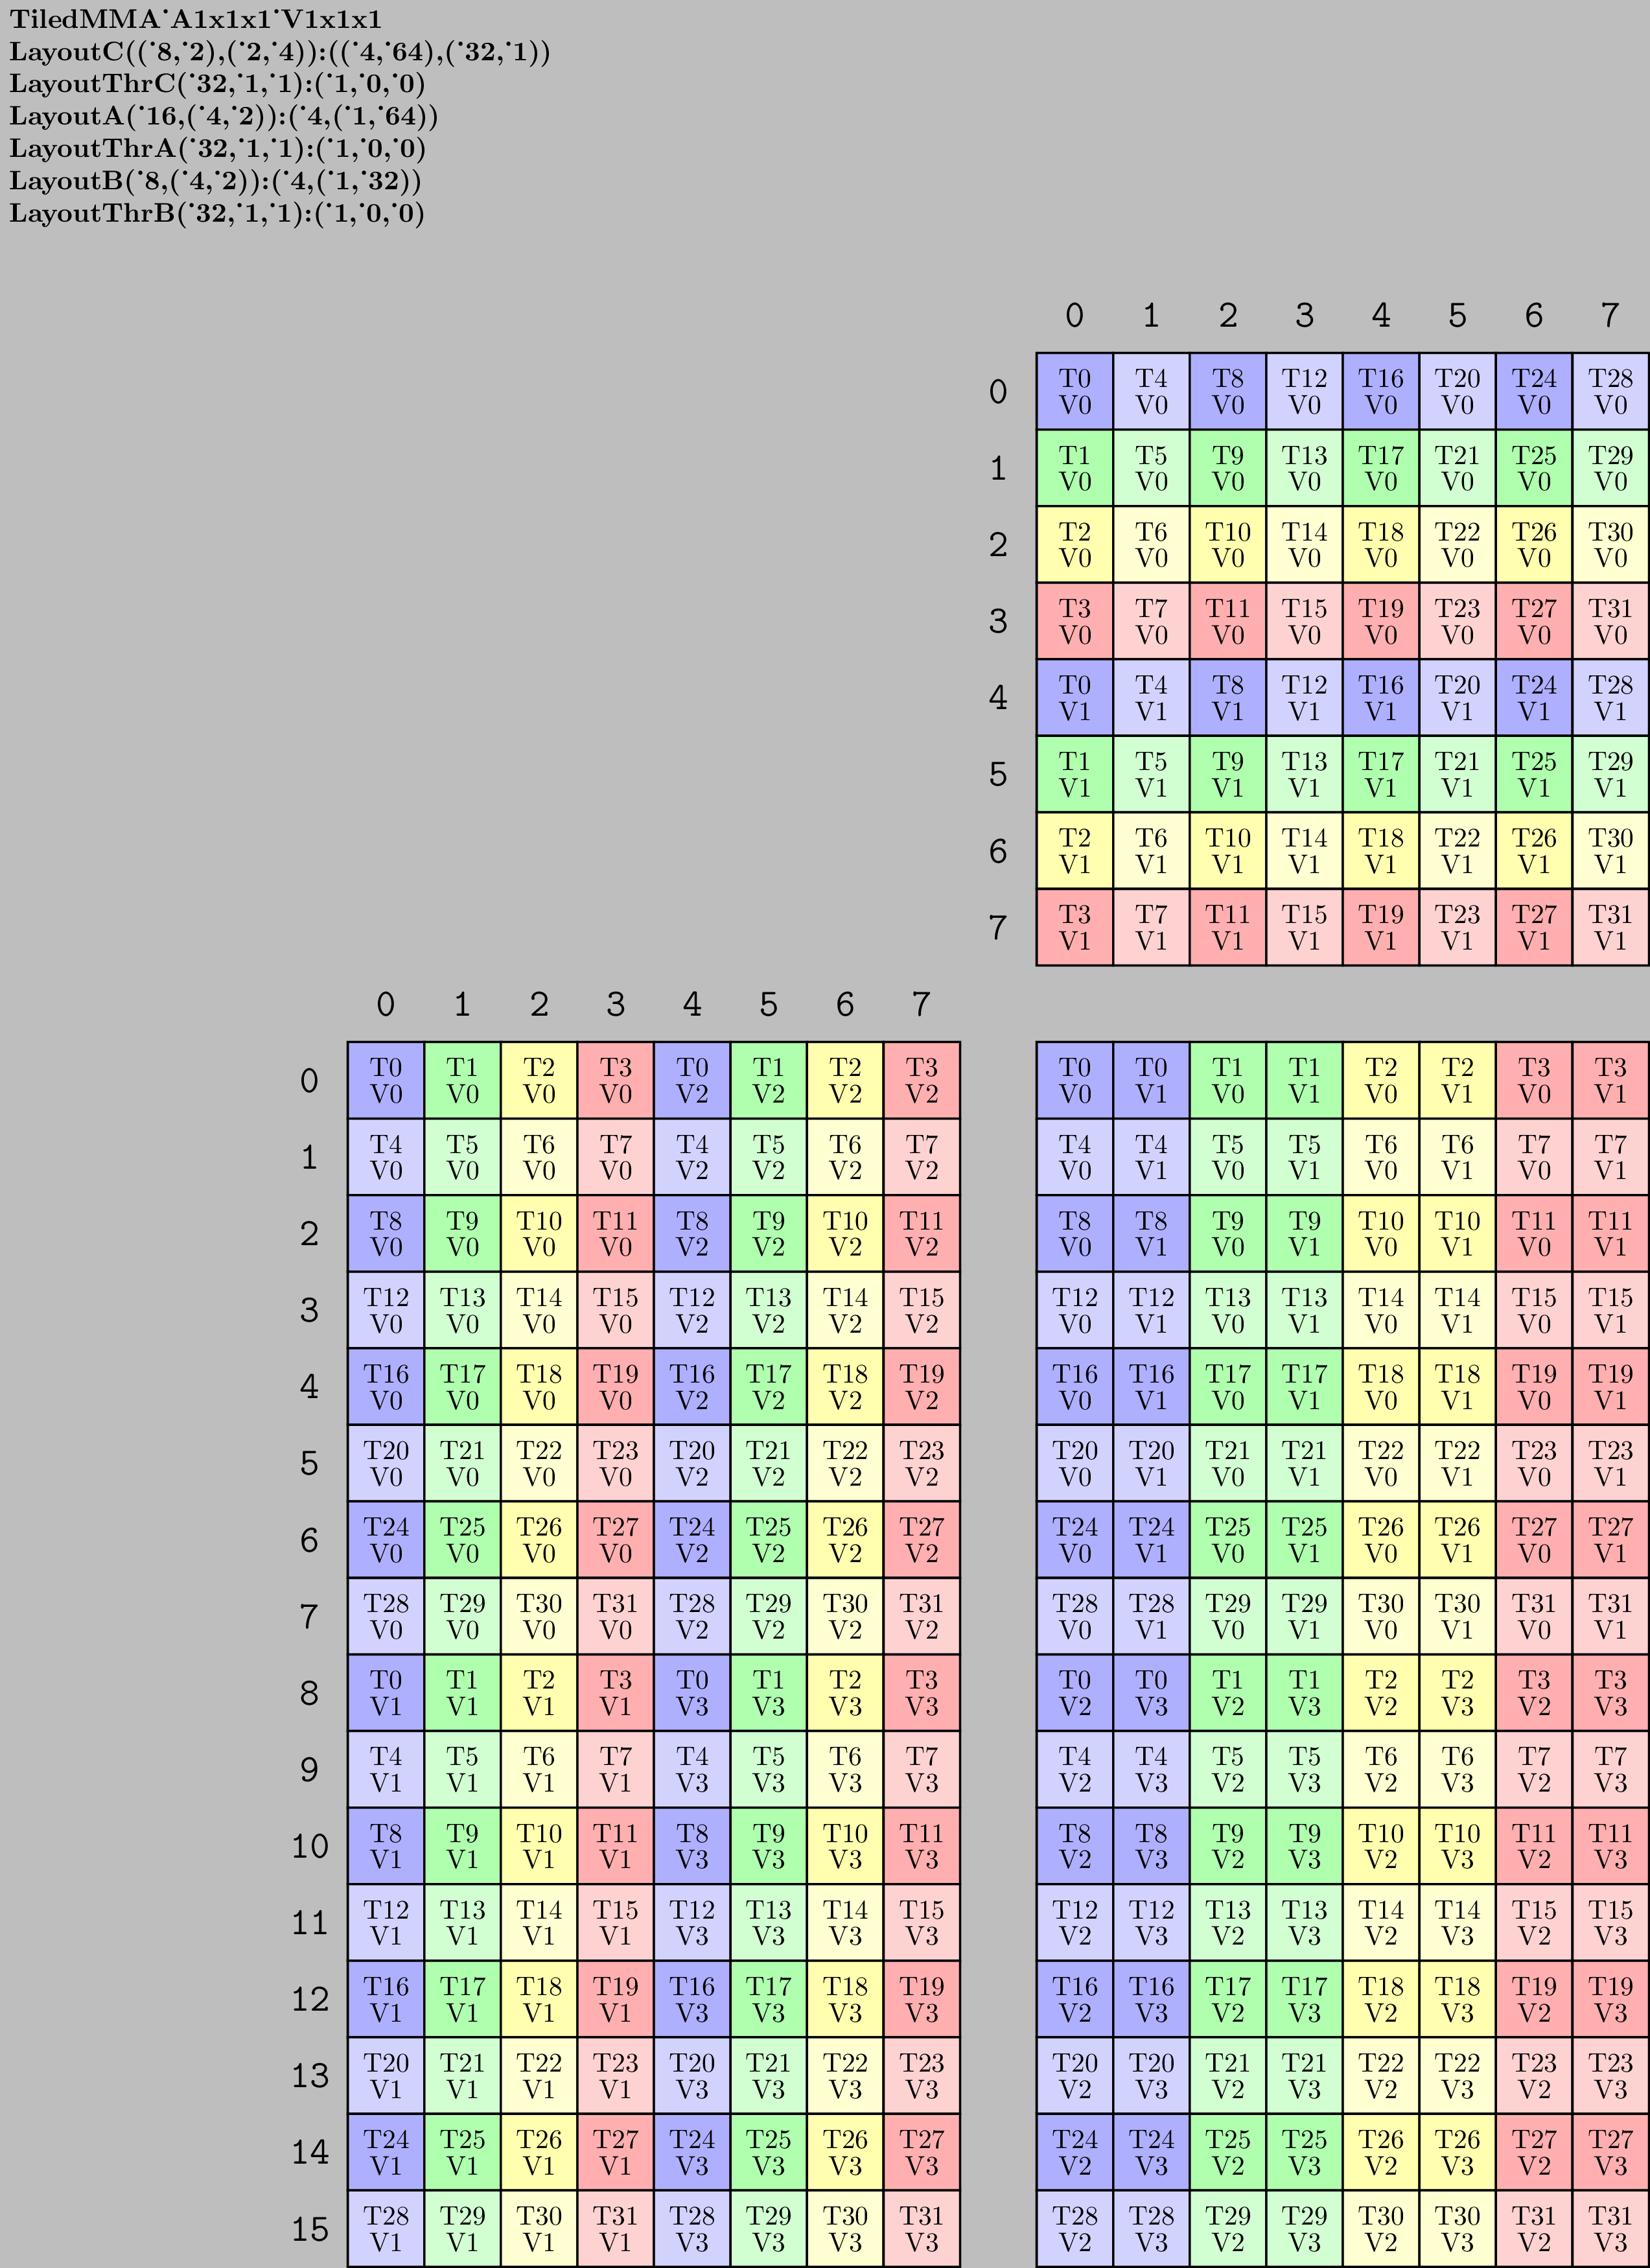 TiledMMA˙A1x1x1˙V1x1x1
LayoutC((˙8,˙2),(˙2,˙4)):((˙4,˙64),(˙32,˙1))
LayoutThrC(˙32,˙1,˙1):(˙1,˙0,˙0)
LayoutA(˙16,(˙4,˙2)):(˙4,(˙1,˙64))
LayoutThrA(˙32,˙1,˙1):(˙1,˙0,˙0)
LayoutB(˙8,(˙4,˙2)):(˙4,(˙1,˙32))
LayoutThrB(˙32,˙1,˙1):(˙1,˙0,˙0)
0 1 2 3 4 5 6 7
0 T0 T4 T8 T12 T16 T20 T24 T28
V0 V0 V0 V0 V0 V0 V0 V0
1 T1 T5 T9 T13 T17 T21 T25 T29
V0 V0 V0 V0 V0 V0 V0 V0
2 T2 T6 T10 T14 T18 T22 T26 T30
V0 V0 V0 V0 V0 V0 V0 V0
3 T3 T7 T11 T15 T19 T23 T27 T31
V0 V0 V0 V0 V0 V0 V0 V0
4 T0 T4 T8 T12 T16 T20 T24 T28
V1 V1 V1 V1 V1 V1 V1 V1
5 T1 T5 T9 T13 T17 T21 T25 T29
V1 V1 V1 V1 V1 V1 V1 V1
6 T2 T6 T10 T14 T18 T22 T26 T30
V1 V1 V1 V1 V1 V1 V1 V1
7 T3 T7 T11 T15 T19 T23 T27 T31
V1 V1 V1 V1 V1 V1 V1 V1
0 1 2 3 4 5 6 7
0 T0 T1 T2 T3 T0 T1 T2 T3 T0 T0 T1 T1 T2 T2 T3 T3
V0 V0 V0 V0 V2 V2 V2 V2 V0 V1 V0 V1 V0 V1 V0 V1
1 T4 T5 T6 T7 T4 T5 T6 T7 T4 T4 T5 T5 T6 T6 T7 T7
V0 V0 V0 V0 V2 V2 V2 V2 V0 V1 V0 V1 V0 V1 V0 V1
2 T8 T9 T10 T11 T8 T9 T10 T11 T8 T8 T9 T9 T10 T10 T11 T11
V0 V0 V0 V0 V2 V2 V2 V2 V0 V1 V0 V1 V0 V1 V0 V1
3 T12 T13 T14 T15 T12 T13 T14 T15 T12 T12 T13 T13 T14 T14 T15 T15
V0 V0 V0 V0 V2 V2 V2 V2 V0 V1 V0 V1 V0 V1 V0 V1
4 T16 T17 T18 T19 T16 T17 T18 T19 T16 T16 T17 T17 T18 T18 T19 T19
V0 V0 V0 V0 V2 V2 V2 V2 V0 V1 V0 V1 V0 V1 V0 V1
5 T20 T21 T22 T23 T20 T21 T22 T23 T20 T20 T21 T21 T22 T22 T23 T23
V0 V0 V0 V0 V2 V2 V2 V2 V0 V1 V0 V1 V0 V1 V0 V1
6 T24 T25 T26 T27 T24 T25 T26 T27 T24 T24 T25 T25 T26 T26 T27 T27
V0 V0 V0 V0 V2 V2 V2 V2 V0 V1 V0 V1 V0 V1 V0 V1
7 T28 T29 T30 T31 T28 T29 T30 T31 T28 T28 T29 T29 T30 T30 T31 T31
V0 V0 V0 V0 V2 V2 V2 V2 V0 V1 V0 V1 V0 V1 V0 V1
8 T0 T1 T2 T3 T0 T1 T2 T3 T0 T0 T1 T1 T2 T2 T3 T3
V1 V1 V1 V1 V3 V3 V3 V3 V2 V3 V2 V3 V2 V3 V2 V3
9 T4 T5 T6 T7 T4 T5 T6 T7 T4 T4 T5 T5 T6 T6 T7 T7
V1 V1 V1 V1 V3 V3 V3 V3 V2 V3 V2 V3 V2 V3 V2 V3
10 T8 T9 T10 T11 T8 T9 T10 T11 T8 T8 T9 T9 T10 T10 T11 T11
V1 V1 V1 V1 V3 V3 V3 V3 V2 V3 V2 V3 V2 V3 V2 V3
11 T12 T13 T14 T15 T12 T13 T14 T15 T12 T12 T13 T13 T14 T14 T15 T15
V1 V1 V1 V1 V3 V3 V3 V3 V2 V3 V2 V3 V2 V3 V2 V3
12 T16 T17 T18 T19 T16 T17 T18 T19 T16 T16 T17 T17 T18 T18 T19 T19
V1 V1 V1 V1 V3 V3 V3 V3 V2 V3 V2 V3 V2 V3 V2 V3
13 T20 T21 T22 T23 T20 T21 T22 T23 T20 T20 T21 T21 T22 T22 T23 T23
V1 V1 V1 V1 V3 V3 V3 V3 V2 V3 V2 V3 V2 V3 V2 V3
14 T24 T25 T26 T27 T24 T25 T26 T27 T24 T24 T25 T25 T26 T26 T27 T27
V1 V1 V1 V1 V3 V3 V3 V3 V2 V3 V2 V3 V2 V3 V2 V3
15 T28 T29 T30 T31 T28 T29 T30 T31 T28 T28 T29 T29 T30 T30 T31 T31
V1 V1 V1 V1 V3 V3 V3 V3 V2 V3 V2 V3 V2 V3 V2 V3